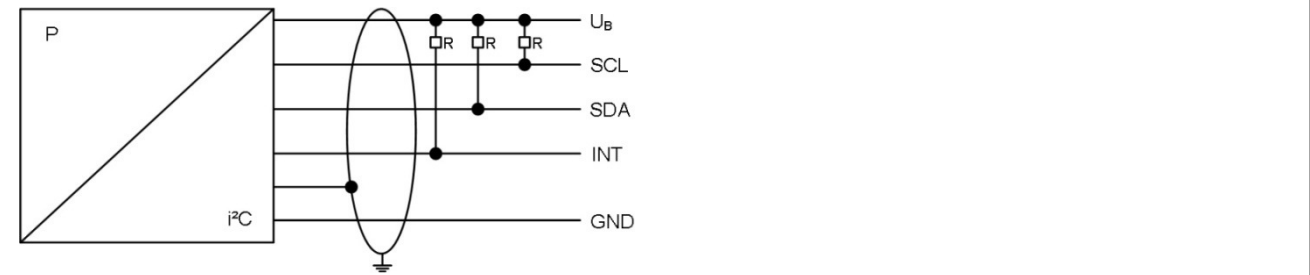 U_B
P
R R R
SCL
SDA
INT
i²C
GND